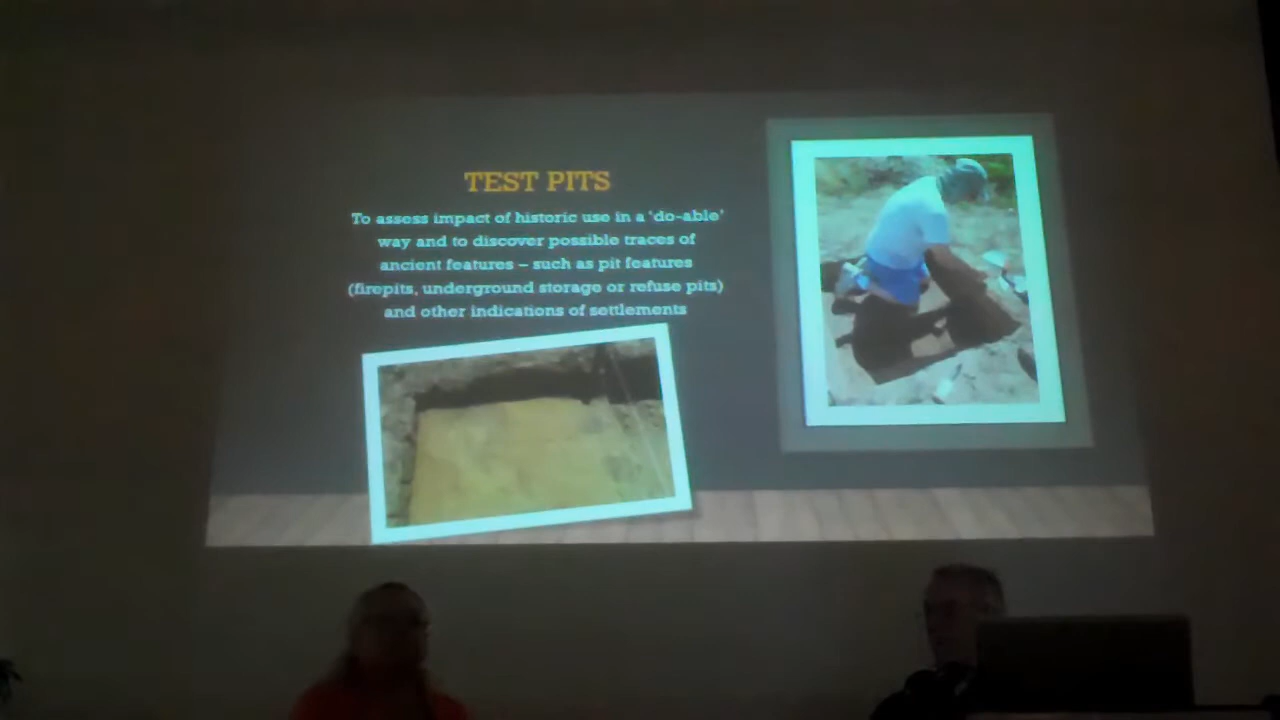 TEST PITS
To assess impact of historic use in a 'do-able'
way and to discover possible traces of
ancient features – such as pit features
(firepits, underground storage or refuse pits)
and other indications of settlements